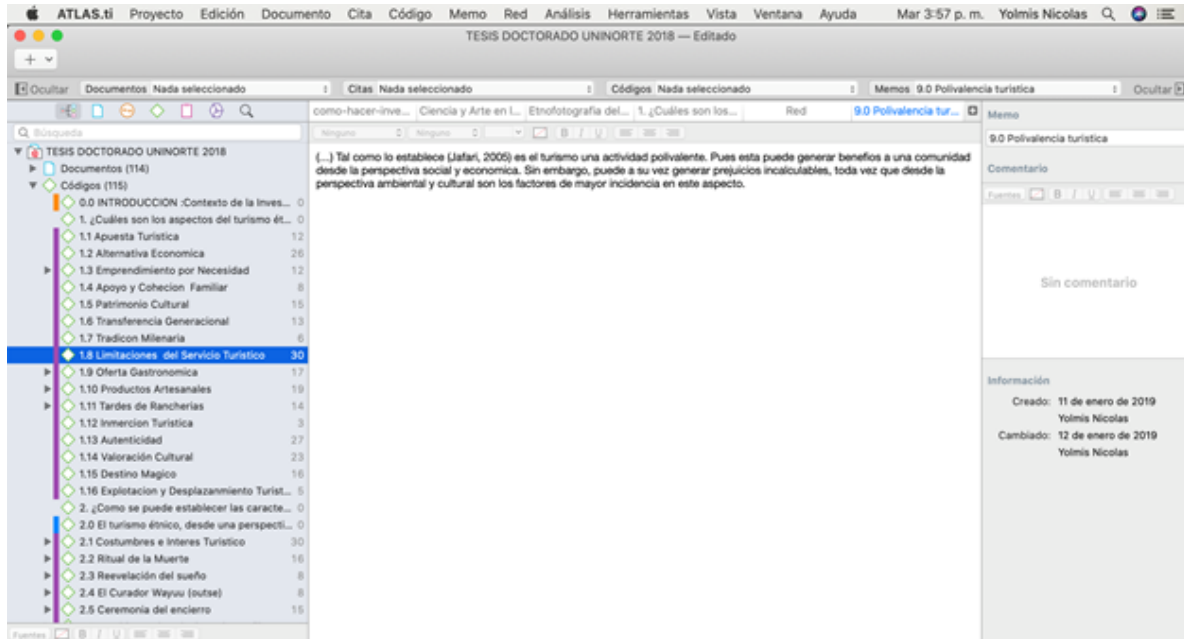 ATLAS.ti Proyecto Edición Documento Cita Código Memo Red Análisis Herramientas Vista Ventana Ayuda Mar 3:57 p. m. Yolmis Nicolas
TESIS DOCTORADO UNINORTE 2018 — Editado
Ocultar Documentos Nada seleccionado Citas Nada seleccionado Códigos Nada seleccionado Memos 9.0 Polivalencia turistica Ocultar
como-hacer-inve... Ciencia y Arte en l... Etnofotografia del... 1. ¿Cuáles son los... Red 9.0 Polivalencia tur...
Búsqueda
Ninguno Ninguno B I U
TESIS DOCTORADO UNINORTE 2018
Documentos (114)
Códigos (115)
0.0 INTRODUCCION :Contexto de la Inves... 0
1. ¿Cuáles son los aspectos del turismo ét... 0
1.1 Apuesta Turistica 12
1.2 Alternativa Economica 26
1.3 Emprendimiento por Necesidad 12
1.4 Apoyo y Cohecion Familiar 8
1.5 Patrimonio Cultural 15
1.6 Transferencia Generacional 13
1.7 Tradicon Milenaria 6
1.8 Limitaciones del Servicio Turistico 30
1.9 Oferta Gastronomica 17
1.10 Productos Artesanales 19
1.11 Tardes de Rancherias 14
1.12 Inmercion Turistica 3
1.13 Autenticidad 27
1.14 Valoración Cultural 23
1.15 Destino Magico 16
1.16 Explotacion y Desplazanmiento Turist... 5
2. ¿Como se puede establecer las caracte... 0
2.0 El turismo étnico, desde una perspecti... 0
2.1 Costumbres e Interes Turistico 30
2.2 Ritual de la Muerte 16
2.3 Reevelación del sueño 8
2.4 El Curador Wayuu (outse) 8
2.5 Ceremonia del encierro 15
Fuentes B I U
(...) Tal como lo establece (Jafari, 2005) es el turismo una actividad polivalente. Pues esta puede generar benefios a una comunidad
desde la perspectiva social y economica. Sin embargo, puede a su vez generar prejuicios incalculables, toda vez que desde la
perspectiva ambiental y cultural son los factores de mayor incidencia en este aspecto.
Memo
9.0 Polivalencia turistica
Comentario
Fuentes B I U
Sin comentario
Información
Creado: 11 de enero de 2019
Yolmis Nicolas
Cambiado: 12 de enero de 2019
Yolmis Nicolas